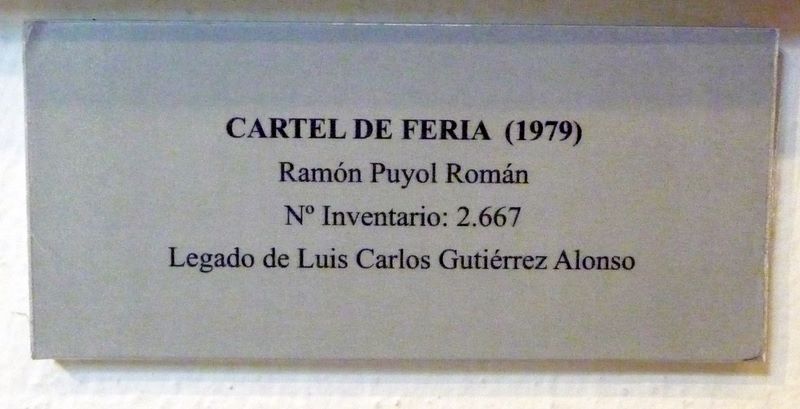 CARTEL DE FERIA (1979)
Ramón Puyol Román
Nº Inventario: 2.667
Legado de Luis Carlos Gutiérrez Alonso